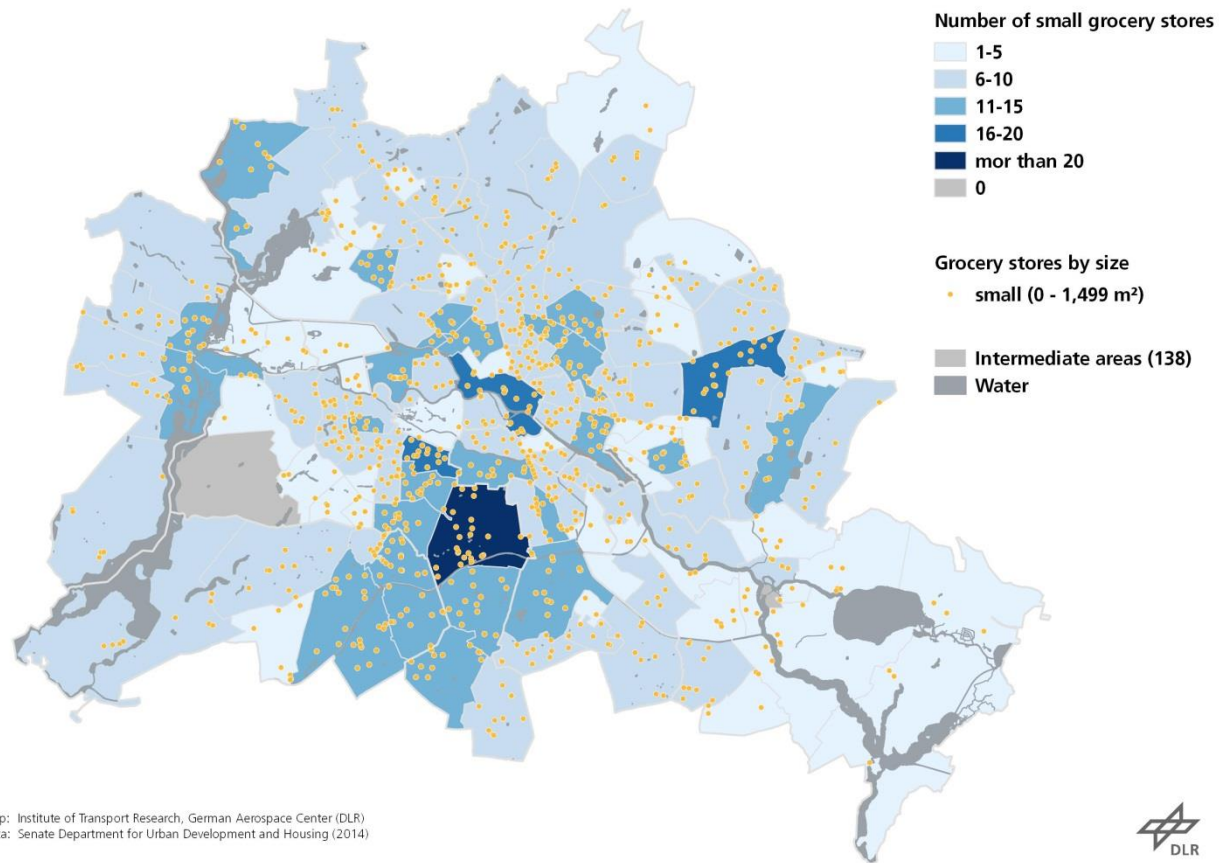 Number of small grocery stores
1-5
6-10
11-15
16-20
mor than 20
0
Grocery stores by size
small (0 - 1,499 m²)
Intermediate areas (138)
Water
p: Institute of Transport Research, German Aerospace Center (DLR)
ta: Senate Department for Urban Development and Housing (2014)
DLR